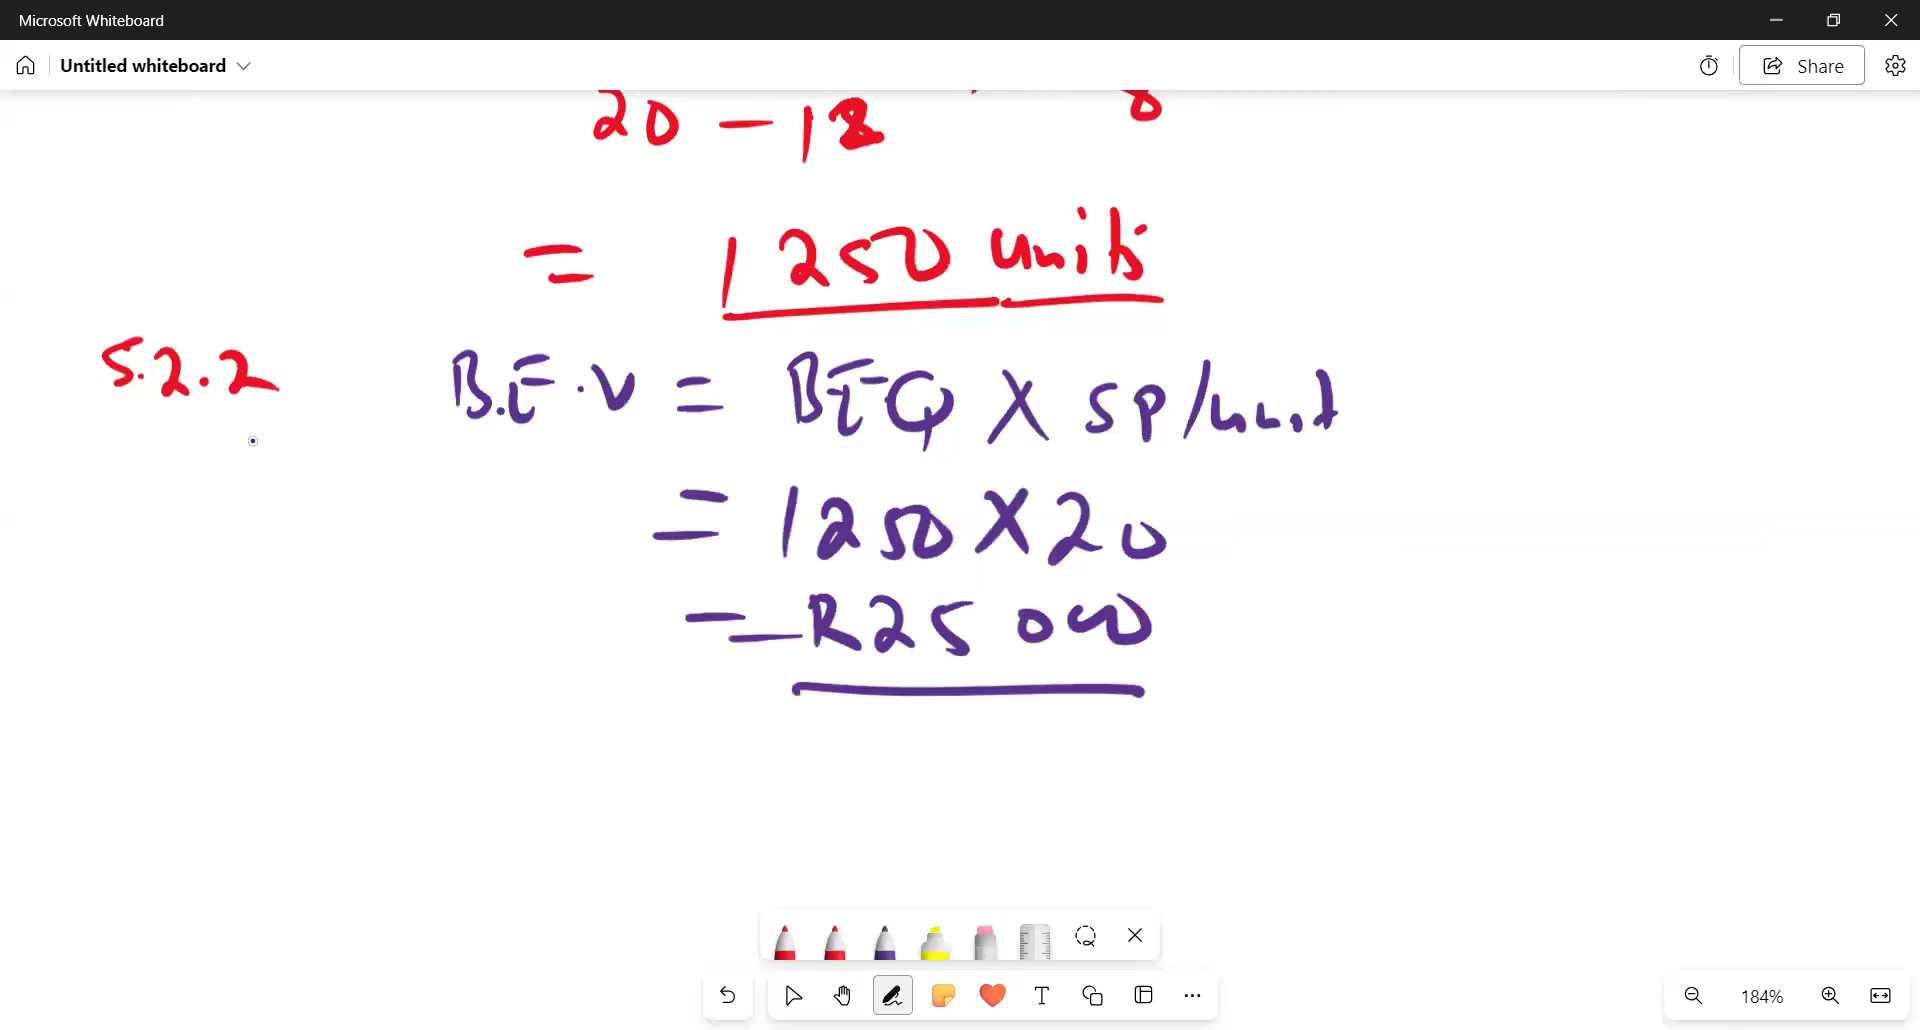 Microsoft Whiteboard
Untitled whiteboard
Share
20 - 12 8
= 1250 units
5.2.2 B.E.V = BEQ X SP/unit
= 1250 X 20
= R25 000
184%